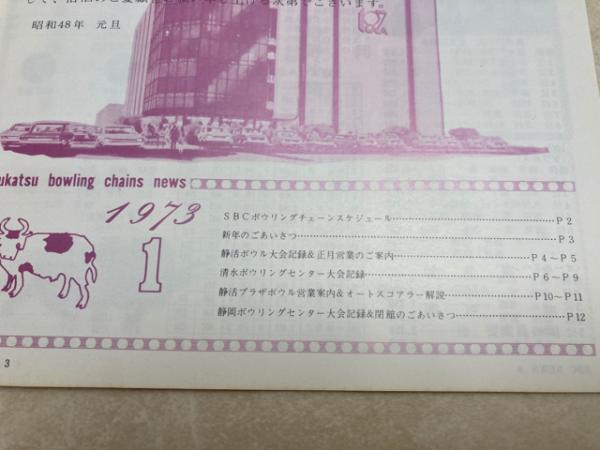 昭和48年 元旦
ukatsu bowling chains news
1973
1
SBCボウリングチェーンスケジュール……P 2
新年のごあいさつ……P 3
静活ボウル大会記録&正月営業のご案内……P 4〜P 5
清水ボウリングセンター大会記録……P 6〜P 9
静活プラザボウル営業案内&オートスコアラー解説……P10〜P11
静岡ボウリングセンター大会記録&閉館のごあいさつ……P12
3